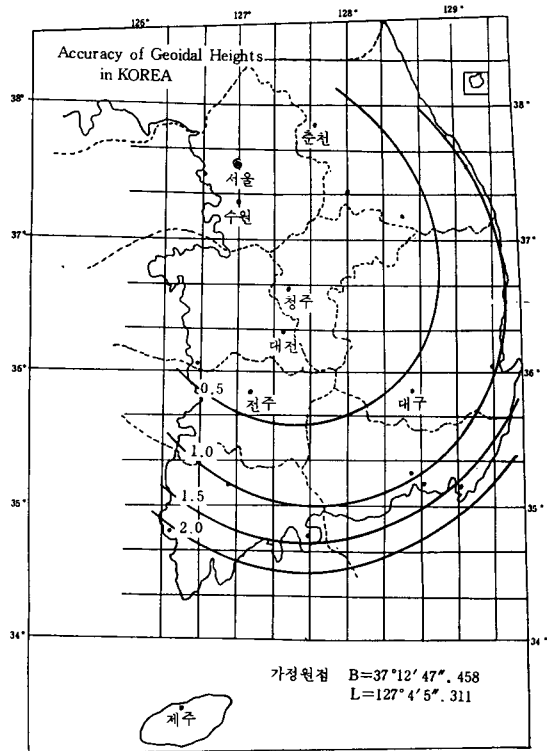 126° 127° 128° 129°
Accuracy of Geoidal Heights
in KOREA
38° 38°
춘천
서울
수원
37° 37°
청주
대전
36° 36°
0.5
전주
대구
1.0
35° 35°
1.5
2.0
34° 34°
가정원점 B=37°12′47″.458
L=127°4′5″.311
제주